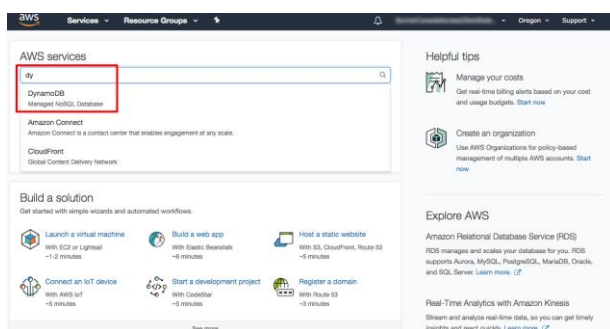 aws
Services
Resource Groups
Oregon
Support
AWS services
dy
DynamoDB
Managed NoSQL Database
Amazon Connect
Amazon Connect is a contact center that enables engagement at any scale.
CloudFront
Global Content Delivery Network
Build a solution
Get started with simple wizards and automated workflows.
Launch a virtual machine
With EC2 or Lightsail
~1-2 minutes
Build a web app
With Elastic Beanstalk
~6 minutes
Host a static website
With S3, CloudFront, Route 53
~5 minutes
Connect an IoT device
With AWS IoT
~5 minutes
Start a development project
With CodeStar
~5 minutes
Register a domain
With Route 53
~3 minutes
See more
Helpful tips
Manage your costs
Get real-time billing alerts based on your cost
and usage budgets. Start now
Create an organization
Use AWS Organizations for policy-based
management of multiple AWS accounts. Start
now
Explore AWS
Amazon Relational Database Service (RDS)
RDS manages and scales your database for you. RDS
supports Aurora, MySQL, PostgreSQL, MariaDB, Oracle,
and SQL Server. Learn more.
Real-Time Analytics with Amazon Kinesis
Stream and analyze real-time data, so you can get timely
insights and react quickly. Learn more.